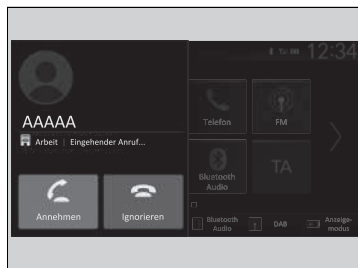 12:34
AAAAA
Arbeit | Eingehender Anruf...
Annehmen
Ignorieren
Telefon
FM
Bluetooth
Audio
TA
Bluetooth
Audio
DAB
Anzeige-
modus